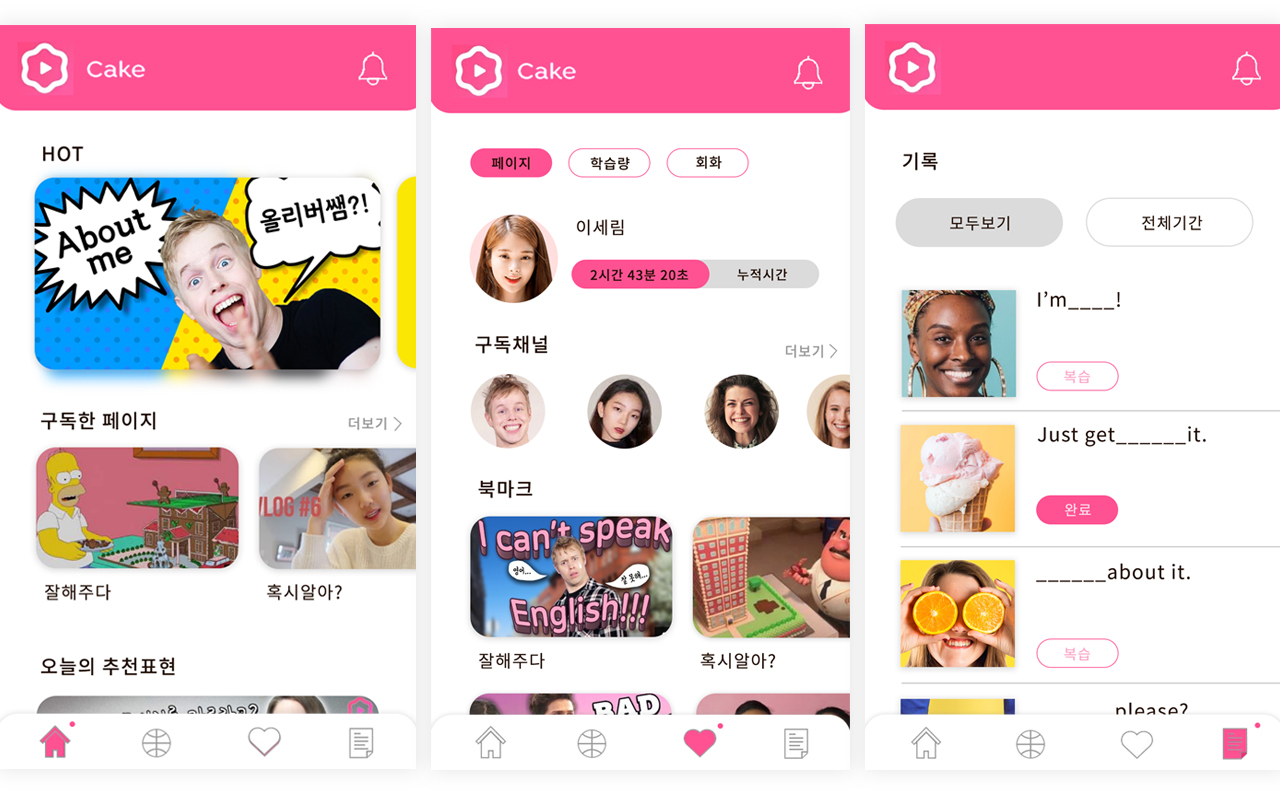 Cake
HOT
About
me
올리버쌤?!
구독한 페이지
더보기
VLOG #6
잘해주다
혹시알아?
오늘의 추천표현
Cake
페이지
학습량
회화
이세림
2시간 43분 20초
누적시간
구독채널
더보기
북마크
I can't speak
영어...
잘 못해...
English!!!
잘해주다
혹시알아?
BAD
기록
모두보기
전체기간
I'm____!
복습
Just get______it.
완료
______about it.
복습
please?